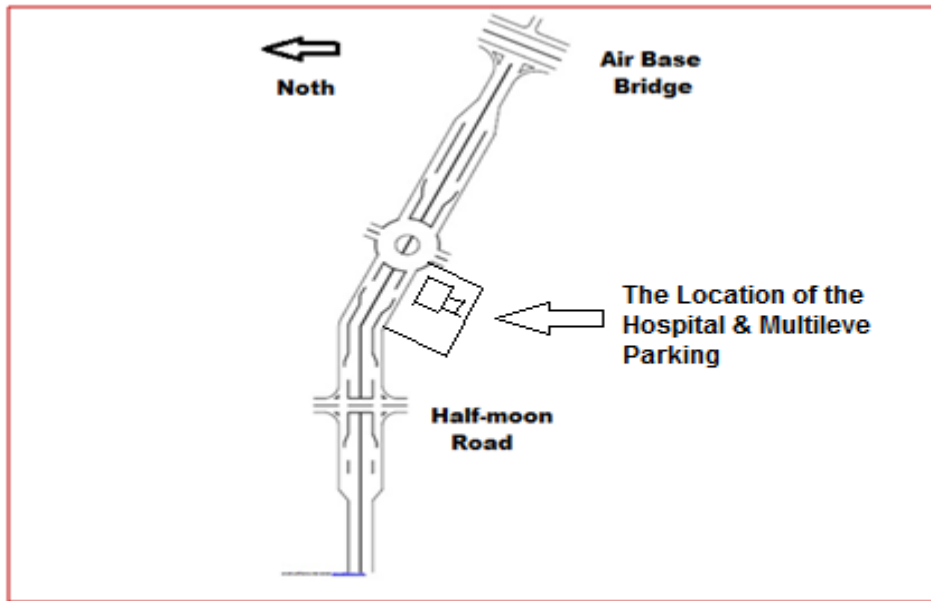 Noth
Air Base
Bridge
The Location of the
Hospital & Multileve
Parking
Half-moon
Road